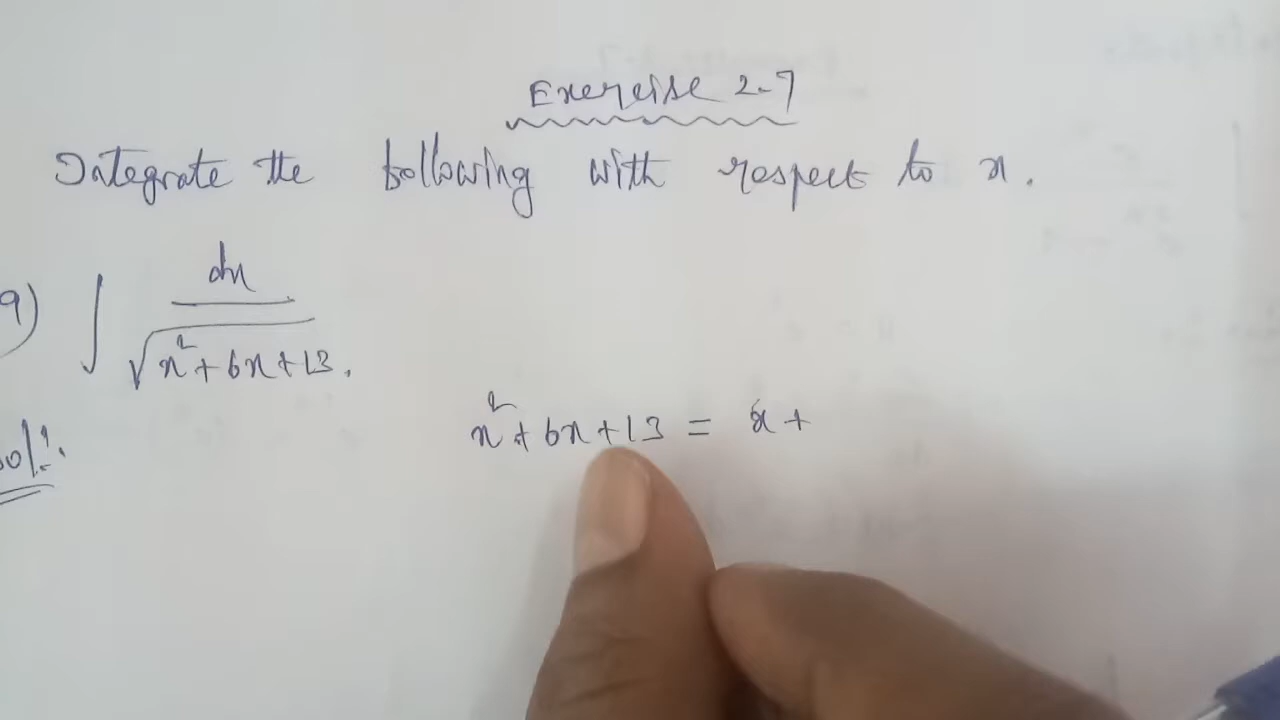 Exercise 2.7
Integrate the following with respect to x.
9) ∫ dx / √x²+6x+13.
x²+6x+13 = x+
Sol: